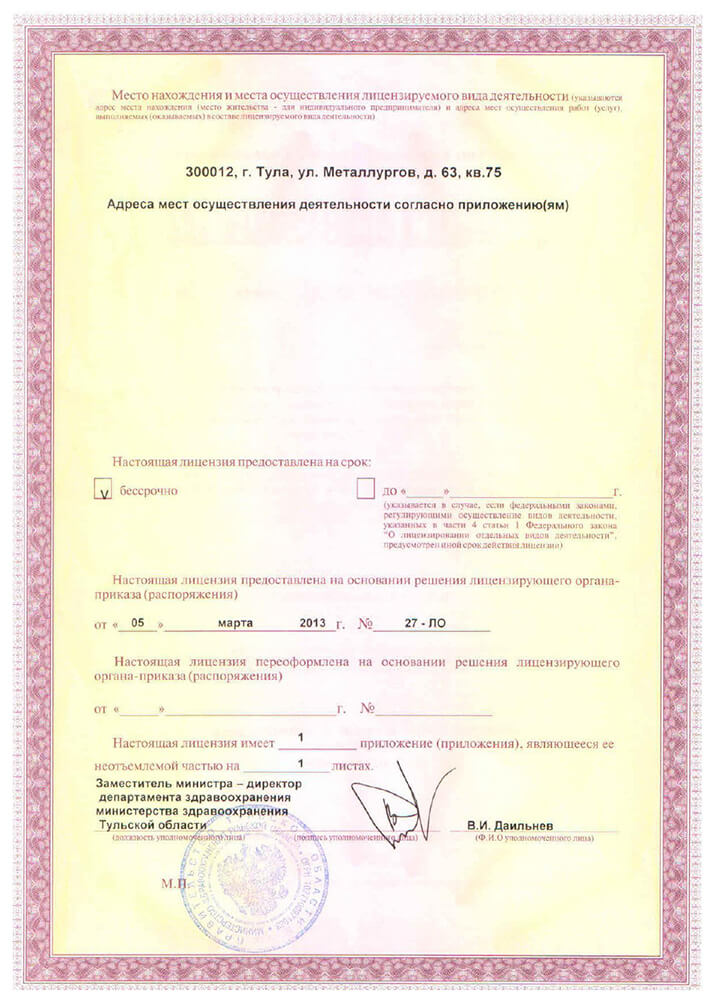 Место нахождения и места осуществления лицензируемого вида деятельности (указываются
адрес места нахождения (место жительства - для индивидуального предпринимателя) и адреса мест осуществления работ (услуг),
выполняемых (оказываемых) в составе лицензируемого вида деятельности)
300012, г. Тула, ул. Металлургов, д. 63, кв.75
Адреса мест осуществления деятельности согласно приложению(ям)
Настоящая лицензия предоставлена на срок:
v бессрочно до «______»__________________________г.
(указывается в случае, если федеральными законами,
регулирующими осуществление видов деятельности,
указанных в части 4 статьи 1 Федерального закона
"О лицензировании отдельных видов деятельности",
предусмотрен иной срок действия лицензии)
Настоящая лицензия предоставлена на основании решения лицензирующего органа-
приказа (распоряжения)
от « 05 » марта 2013 г. № 27 - ЛО
Настоящая лицензия переоформлена на основании решения лицензирующего
органа-приказа (распоряжения)
от «______»__________________________г. №__________________
Настоящая лицензия имеет 1 приложение (приложения), являющееся ее
неотъемлемой частью на 1 листах.
Заместитель министра – директор
департамента здравоохранения
министерства здравоохранения
Тульской области В.И. Даильнев
(должность уполномоченного лица) (подпись уполномоченного лица) (Ф.И.О уполномоченного лица)
М.П.